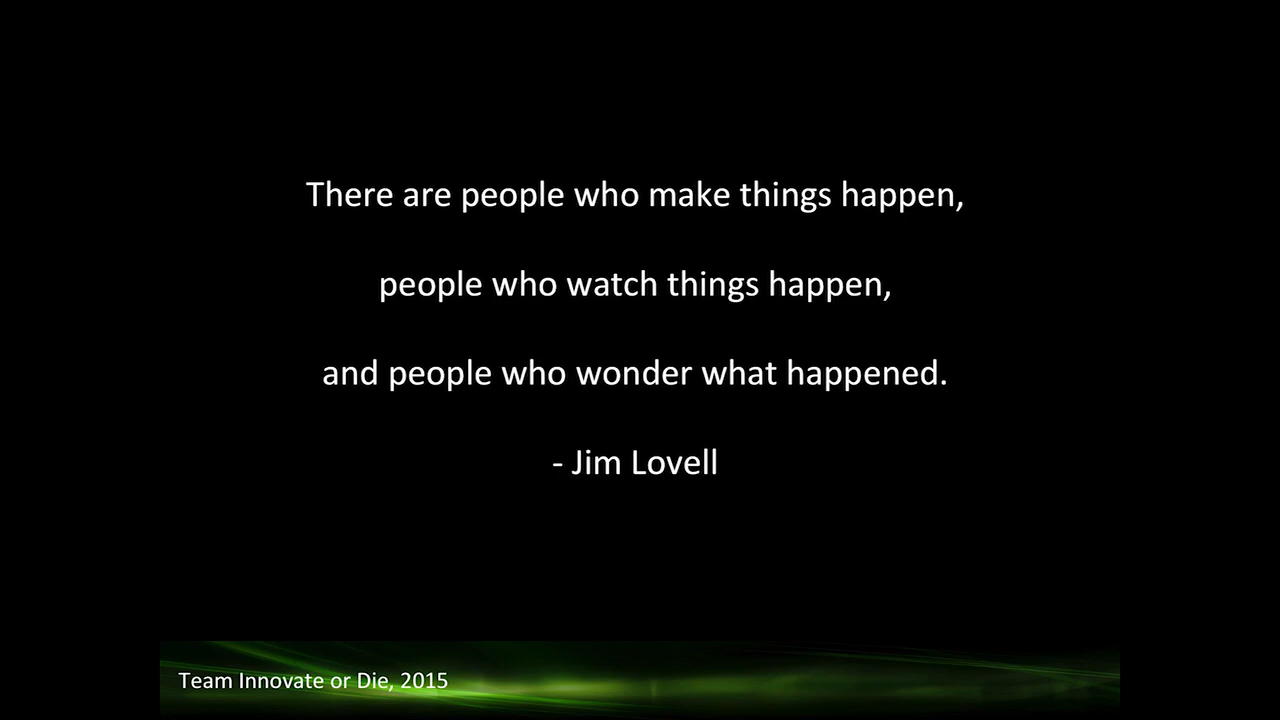 There are people who make things happen,
people who watch things happen,
and people who wonder what happened.
- Jim Lovell
Team Innovate or Die, 2015